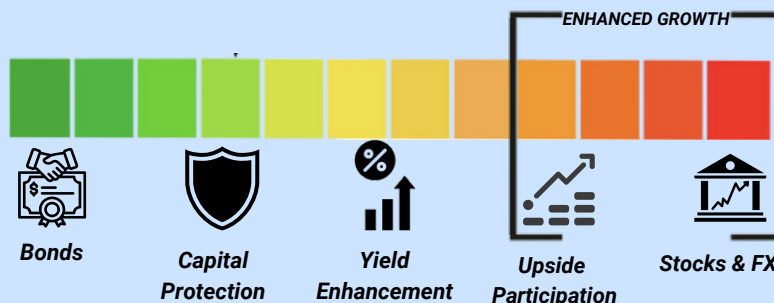 ENHANCED GROWTH
$
%
Bonds
Capital
Protection
Yield
Enhancement
Upside
Participation
Stocks & FX